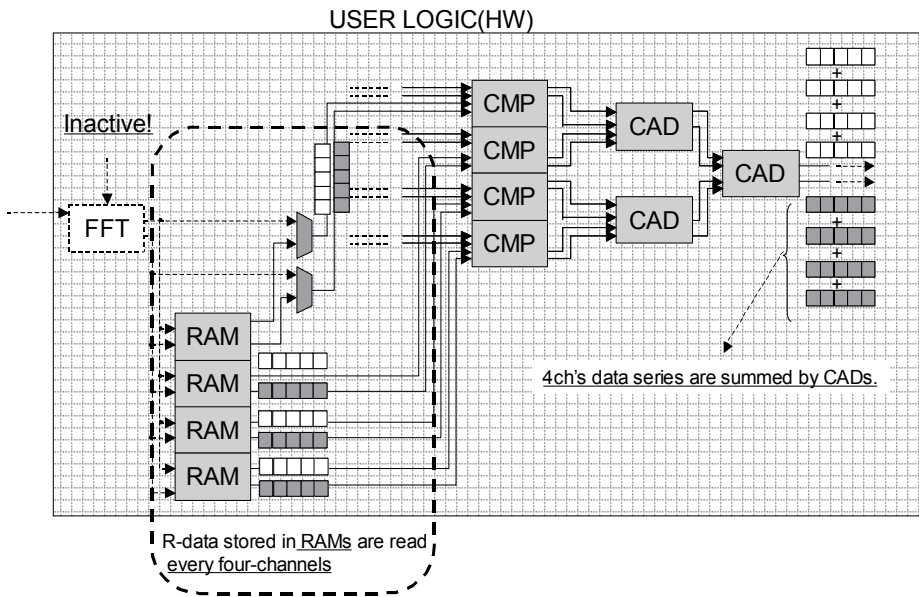 USER LOGIC(HW)
Inactive!
FFT
CMP
CMP
CMP
CMP
CAD
CAD
CAD
+
+
+
+
+
+
RAM
RAM
RAM
RAM
4ch's data series are summed by CADs.
R-data stored in RAMs are read
every four-channels